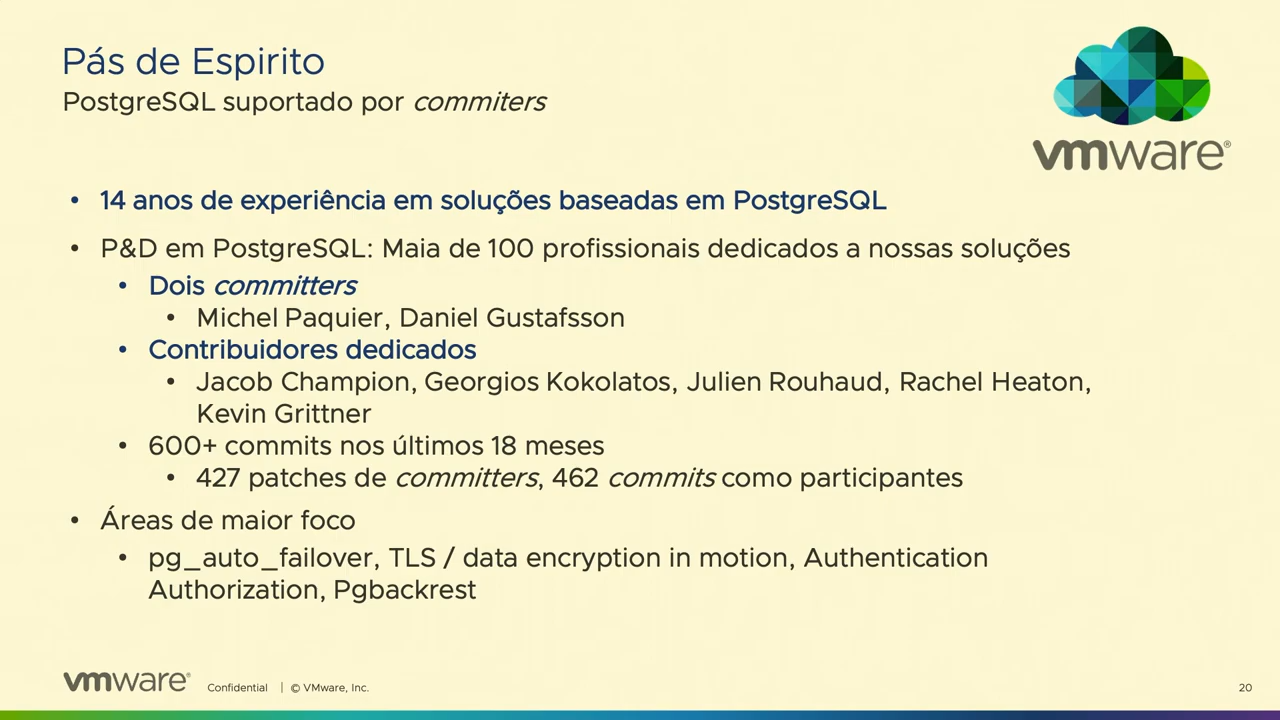 Pás de Espirito
PostgreSQL suportado por commiters
vmware®
• 14 anos de experiência em soluções baseadas em PostgreSQL
• P&D em PostgreSQL: Maia de 100 profissionais dedicados a nossas soluções
• Dois committers
• Michel Paquier, Daniel Gustafsson
• Contribuidores dedicados
• Jacob Champion, Georgios Kokolatos, Julien Rouhaud, Rachel Heaton,
Kevin Grittner
• 600+ commits nos últimos 18 meses
• 427 patches de committers, 462 commits como participantes
• Áreas de maior foco
• pg_auto_failover, TLS / data encryption in motion, Authentication
Authorization, Pgbackrest
vmware® Confidential | © VMware, Inc. 20